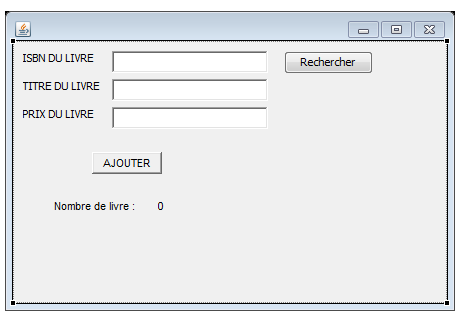 ISBN DU LIVRE
Rechercher
TITRE DU LIVRE
PRIX DU LIVRE
AJOUTER
Nombre de livre : 0